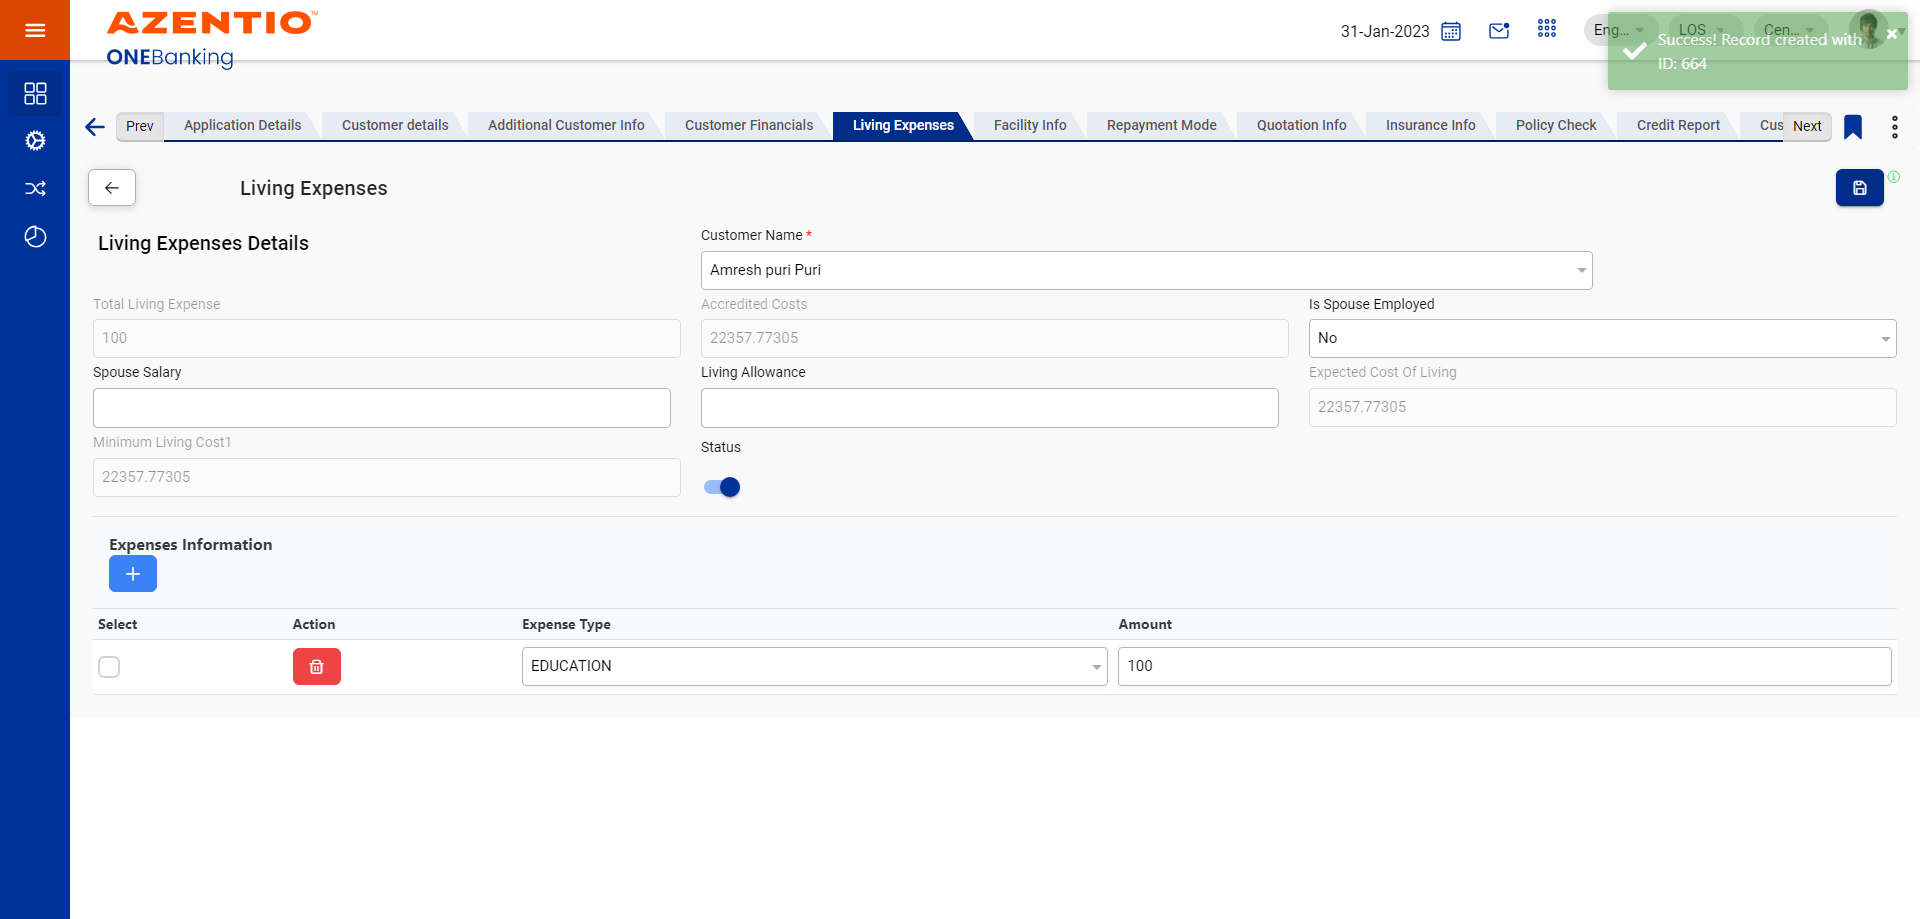 AZENTIO™
ONEBanking
31-Jan-2023
Eng...
LOS
Cen...
Success! Record created with
ID: 664
Prev
Application Details
Customer details
Additional Customer Info
Customer Financials
Living Expenses
Facility Info
Repayment Mode
Quotation Info
Insurance Info
Policy Check
Credit Report
Cus
Next
Living Expenses
Living Expenses Details
Customer Name *
Amresh puri Puri
Total Living Expense
Accredited Costs
Is Spouse Employed
100
22357.77305
No
Spouse Salary
Living Allowance
Expected Cost Of Living
22357.77305
Minimum Living Cost1
Status
22357.77305
Expenses Information
Select
Action
Expense Type
Amount
EDUCATION
100